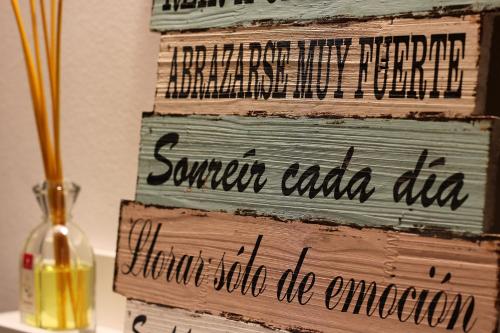 ABRAZARSE MUY FUERTE
Sonreír cada día
Llorar sólo de emoción